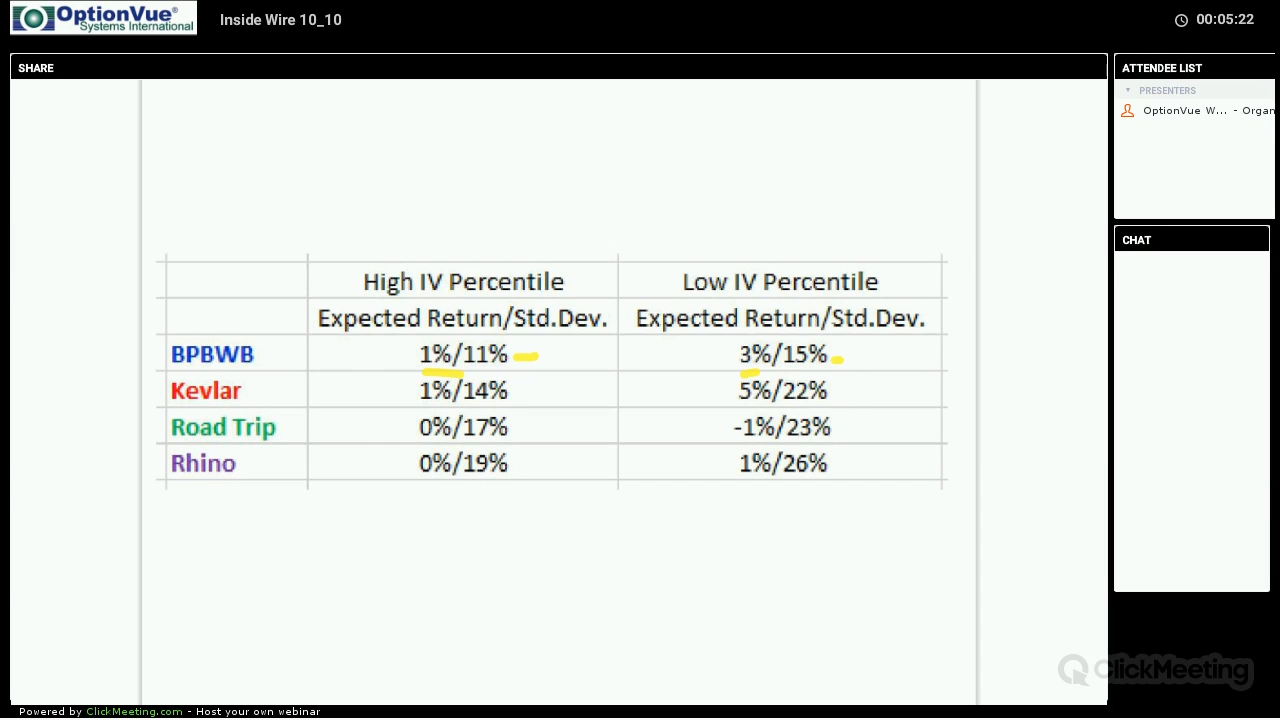 OptionVue®
Systems International
Inside Wire 10_10
00:05:22
SHARE
ATTENDEE LIST
PRESENTERS
OptionVue W... - Organ
CHAT
High IV Percentile Low IV Percentile
Expected Return/Std.Dev. Expected Return/Std.Dev.
BPBWB 1%/11% 3%/15%
Kevlar 1%/14% 5%/22%
Road Trip 0%/17% -1%/23%
Rhino 0%/19% 1%/26%
ClickMeeting
Powered by ClickMeeting.com - Host your own webinar